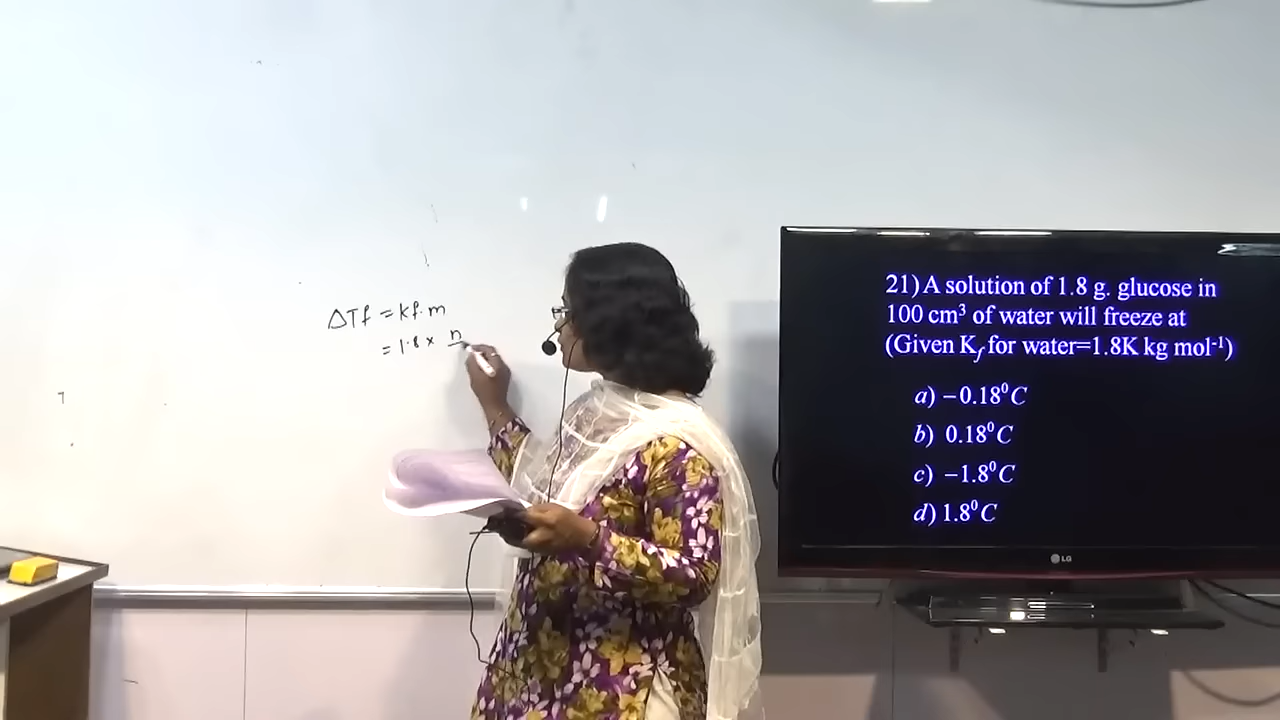 ΔTf = kf. m
= 1.8 × n
21) A solution of 1.8 g. glucose in
100 cm³ of water will freeze at
(Given K_f for water=1.8K kg mol⁻¹)
a) −0.18⁰C
b) 0.18⁰C
c) −1.8⁰C
d) 1.8⁰C
LG